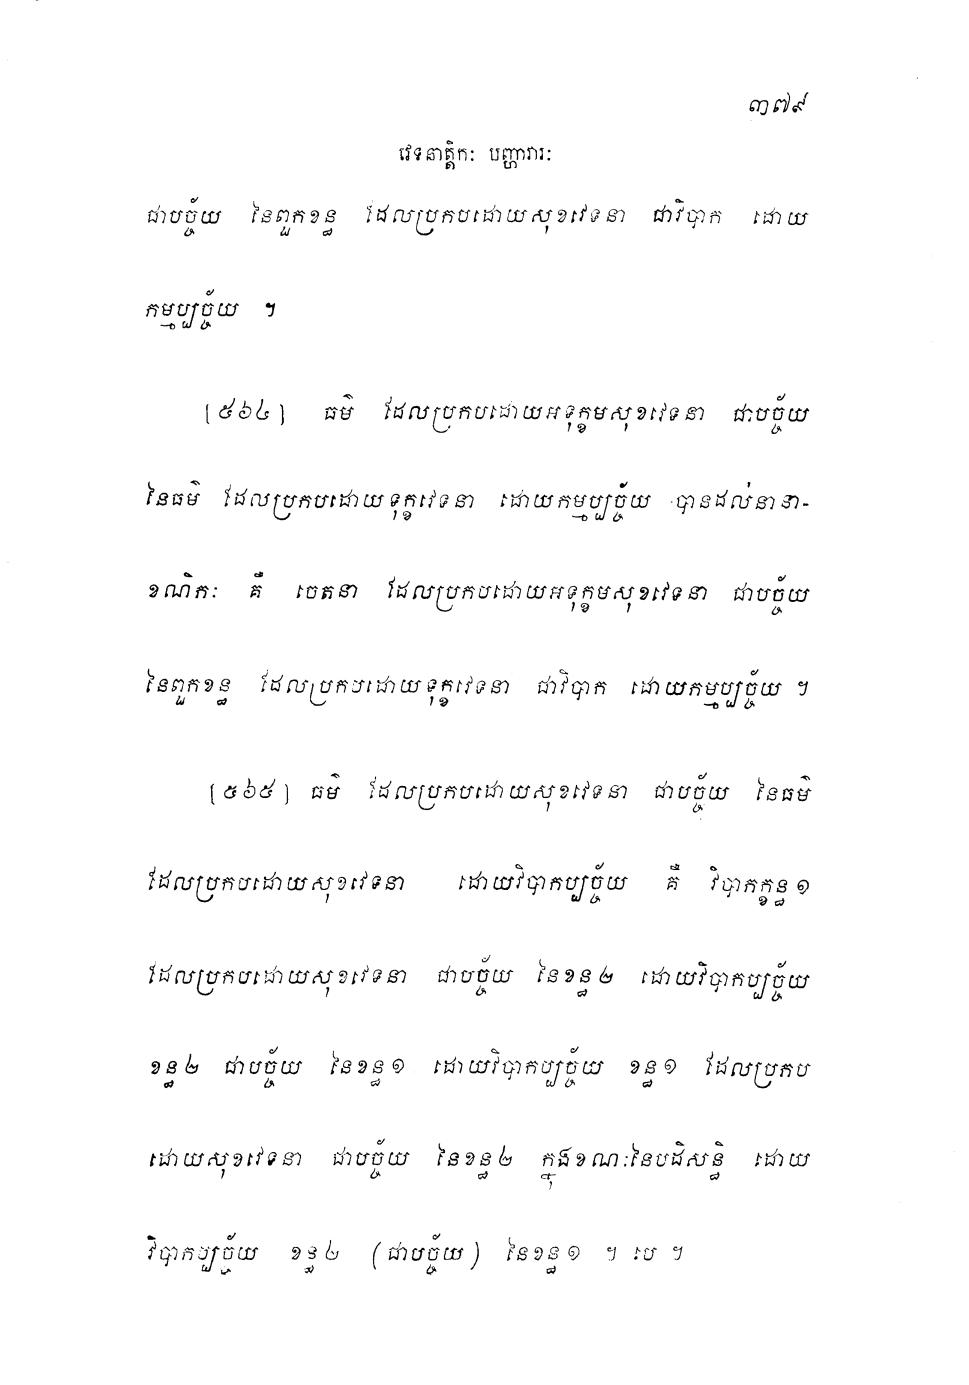 ៣៧៩
វេទនាត្តិកៈ បញ្ហាវារៈ
ជាបច្ច័យ នៃពួកខន្ធ ដែលប្រកបដោយសុខវេទនា ជាវិបាក ដោយ
កម្មប្បច្ច័យ ។
[៥៦៤] ធម៌ ដែលប្រកបដោយអទុក្ខមសុខវេទនា ជាបច្ច័យ
នៃធម៌ ដែលប្រកបដោយទុក្ខវេទនា ដោយកម្មប្បច្ច័យ បានដល់នានា-
ខណិកៈ គឺ ចេតនា ដែលប្រកបដោយអទុក្ខមសុខវេទនា ជាបច្ច័យ
នៃពួកខន្ធ ដែលប្រកបដោយទុក្ខវេទនា ជាវិបាក ដោយកម្មប្បច្ច័យ ។
[៥៦៥] ធម៌ ដែលប្រកបដោយសុខវេទនា ជាបច្ច័យ នៃធម៌
ដែលប្រកបដោយសុខវេទនា ដោយវិបាកប្បច្ច័យ គឺ វិបាកក្ខន្ធ១
ដែលប្រកបដោយសុខវេទនា ជាបច្ច័យ នៃខន្ធ២ ដោយវិបាកប្បច្ច័យ
ខន្ធ២ ជាបច្ច័យ នៃខន្ធ១ ដោយវិបាកប្បច្ច័យ ខន្ធ១ ដែលប្រកប
ដោយសុខវេទនា ជាបច្ច័យ នៃខន្ធ២ ក្នុងខណៈនៃបដិសន្ធិ ដោយ
វិបាកប្បច្ច័យ ខន្ធ២ (ជាបច្ច័យ) នៃខន្ធ១ ។ បេ ។